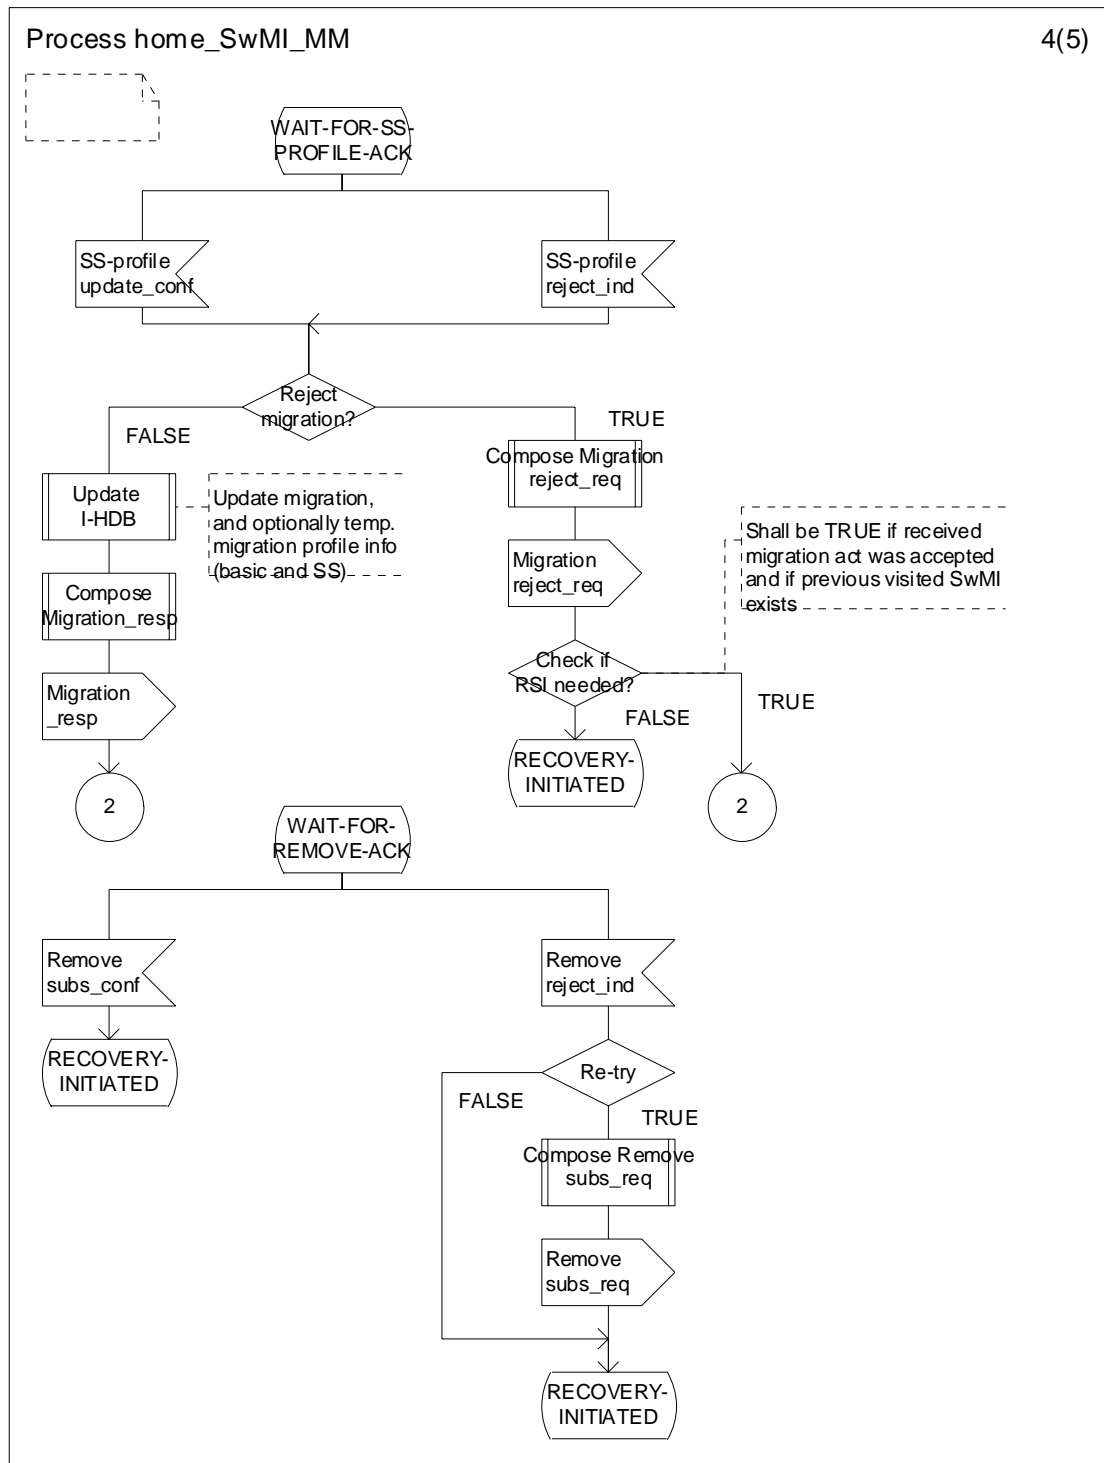 Process home_SwMI_MM
4(5)
WAIT-FOR-SS-
PROFILE-ACK
SS-profile
update_conf
SS-profile
reject_ind
Reject
migration?
FALSE
TRUE
Update
I-HDB
Update migration,
and optionally temp.
migration profile info
(basic and SS)
Compose Migration
reject_req
Shall be TRUE if received
migration act was accepted
and if previous visited SwMI
exists
Compose
Migration_resp
Migration
reject_req
Migration
_resp
Check if
RSI needed?
FALSE
TRUE
RECOVERY-
INITIATED
2
2
WAIT-FOR-
REMOVE-ACK
Remove
subs_conf
Remove
reject_ind
RECOVERY-
INITIATED
Re-try
FALSE
TRUE
Compose Remove
subs_req
Remove
subs_req
RECOVERY-
INITIATED